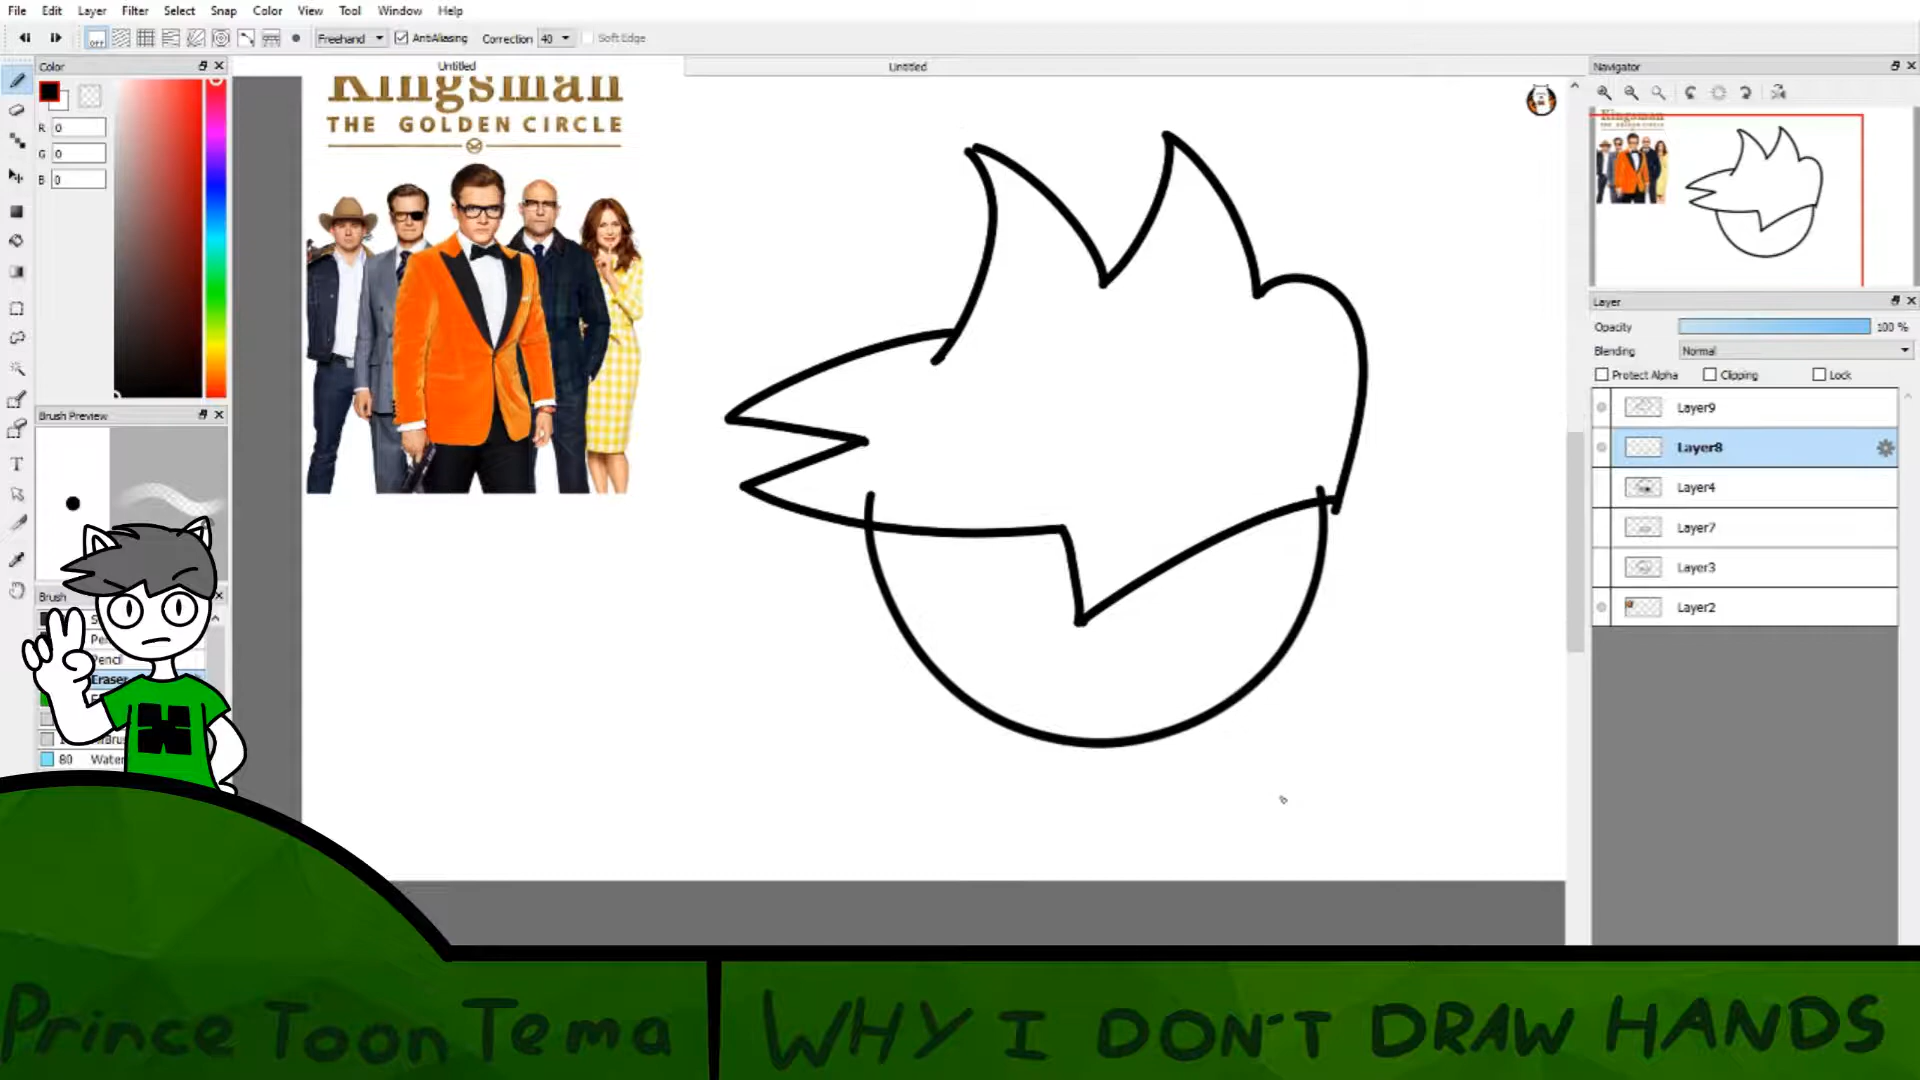 File Edit Layer Filter Select Snap Color View Tool Window Help
OFF Freehand AntiAliasing Correction 40 Soft Edge
Color
Untitled
Untitled
Navigator
Kingsman
THE GOLDEN CIRCLE
R 0
G 0
B 0
Layer
Opacity 100 %
Blending Normal
Protect Alpha Clipping Lock
Layer9
Layer8
Layer4
Layer7
Layer3
Layer2
Brush Preview
T
Brush
Pencil
Eraser
80 Water
Prince Toon Tema
WHY I DON'T DRAW HANDS